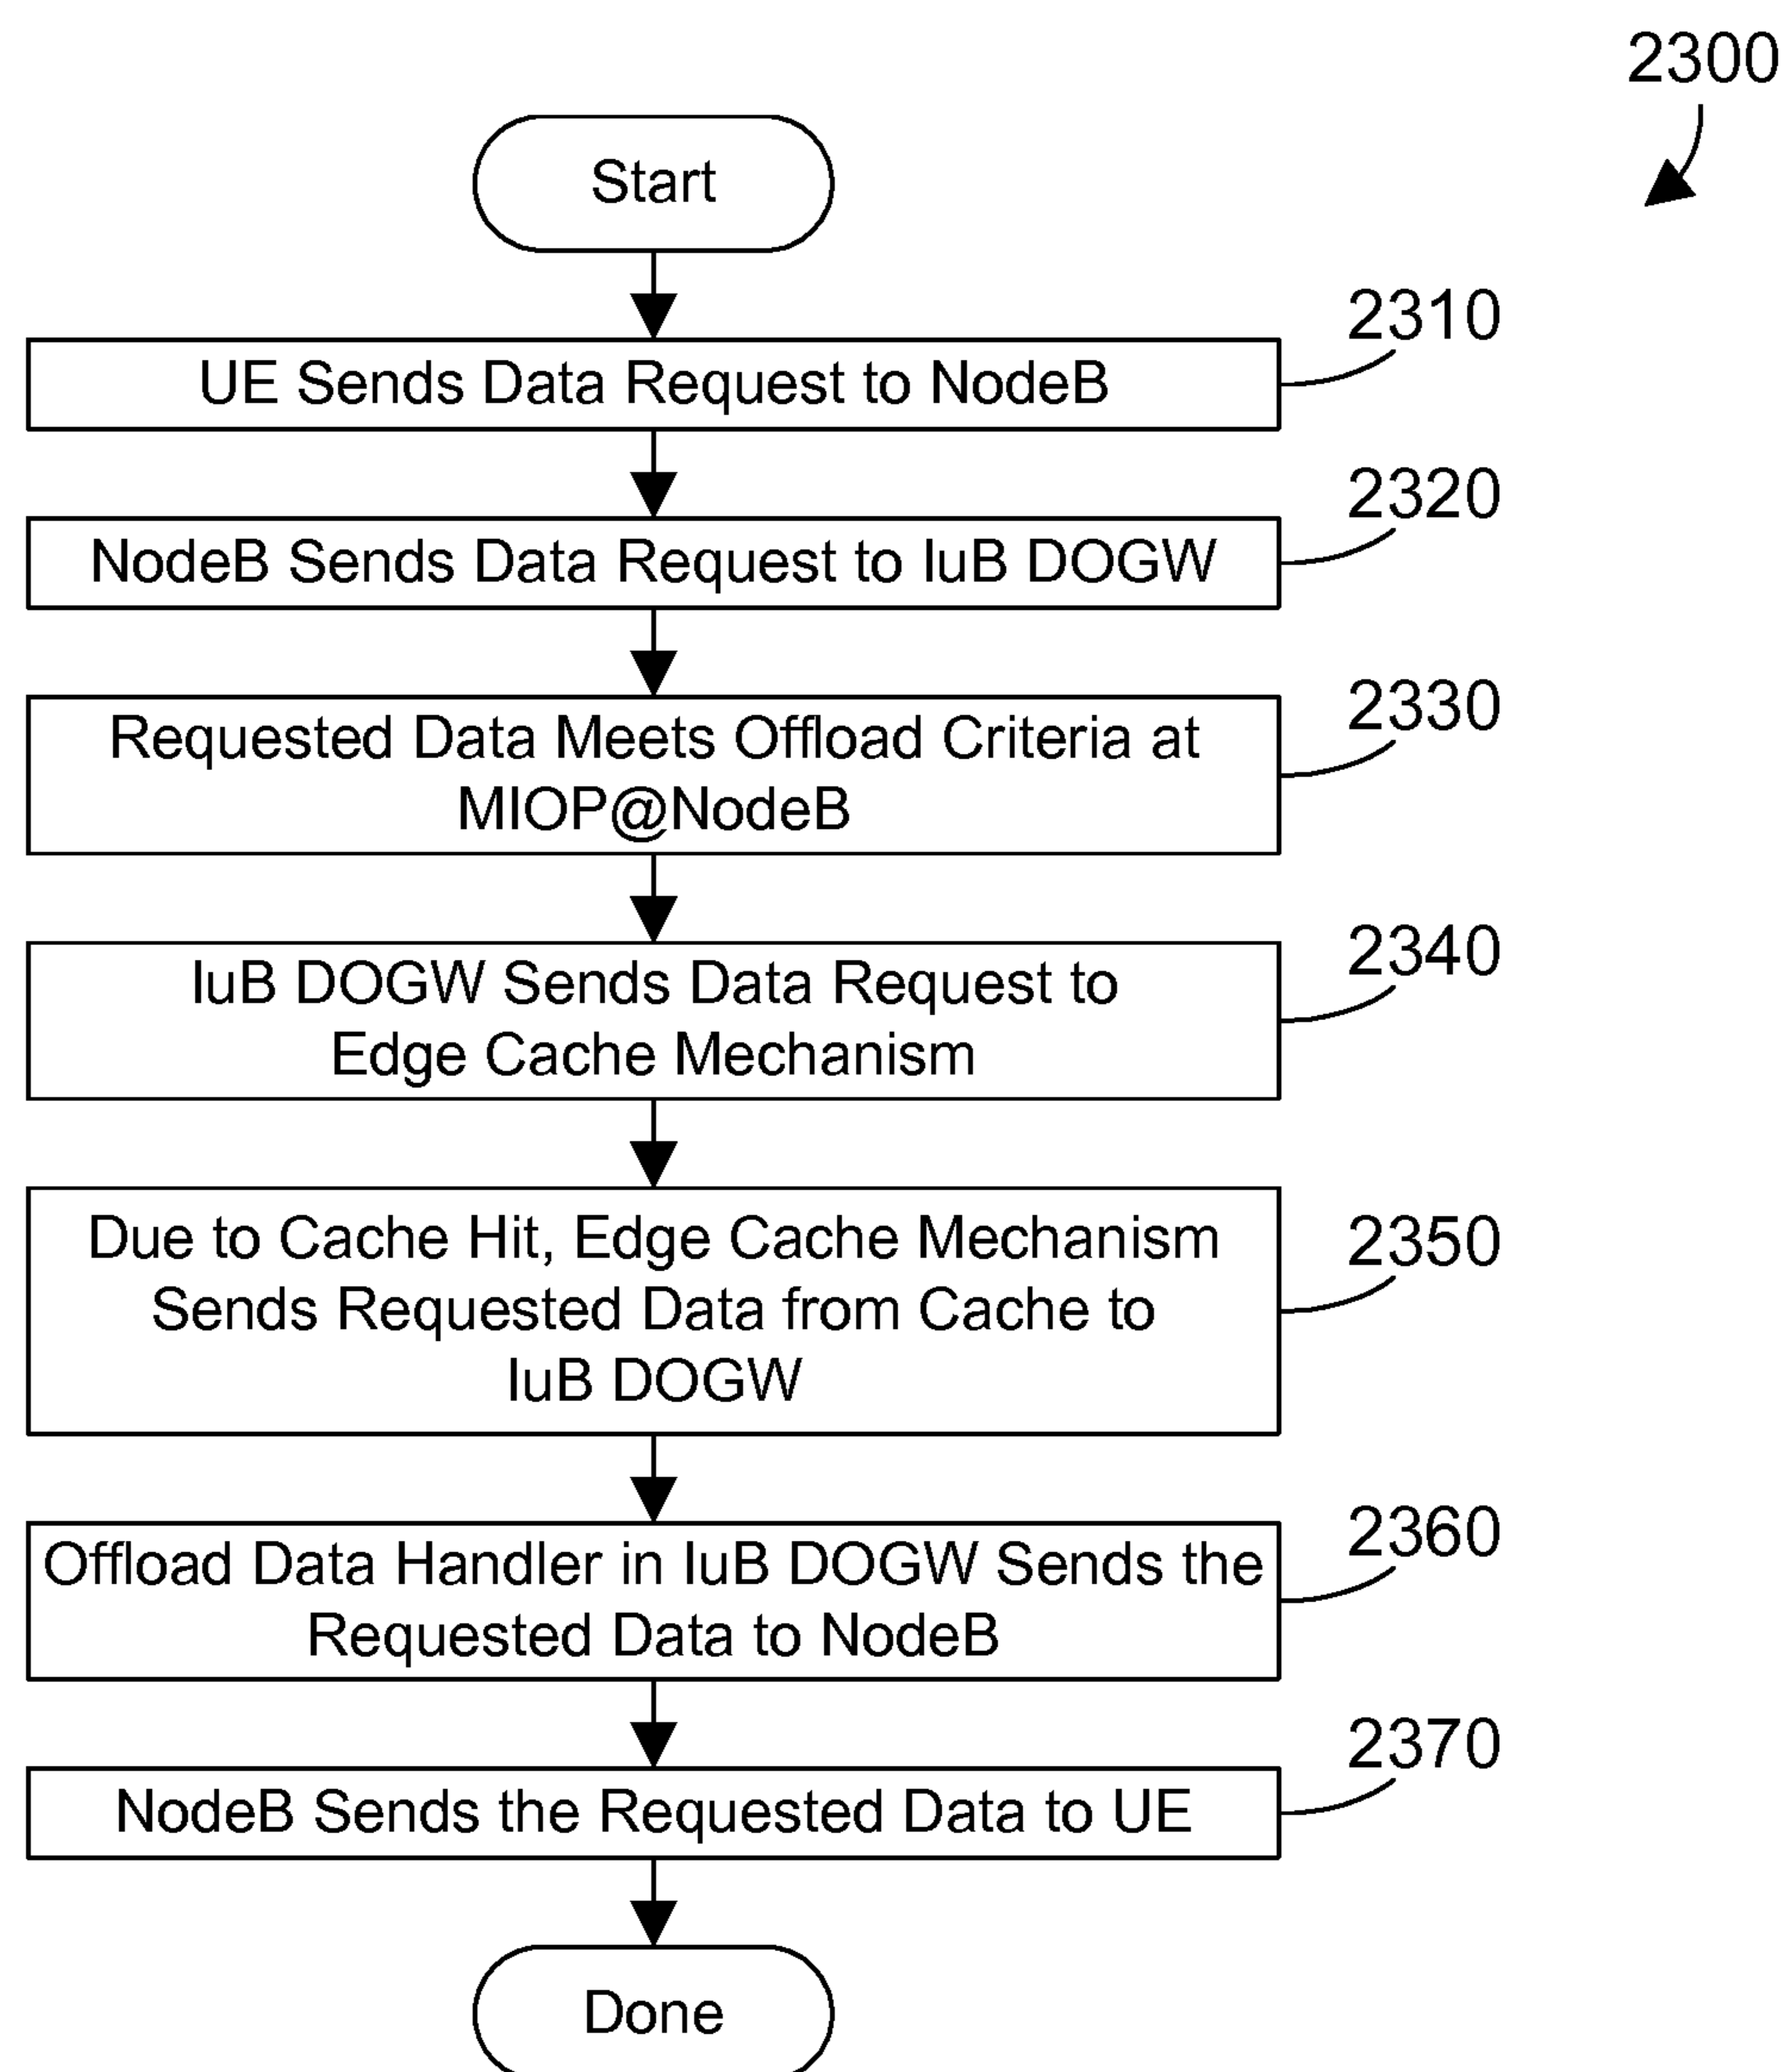 2300
Start
2310
UE Sends Data Request to NodeB
2320
NodeB Sends Data Request to IuB DOGW
2330
Requested Data Meets Offload Criteria at
MIOP@NodeB
2340
IuB DOGW Sends Data Request to
Edge Cache Mechanism
2350
Due to Cache Hit, Edge Cache Mechanism
Sends Requested Data from Cache to
IuB DOGW
2360
Offload Data Handler in IuB DOGW Sends the
Requested Data to NodeB
2370
NodeB Sends the Requested Data to UE
Done